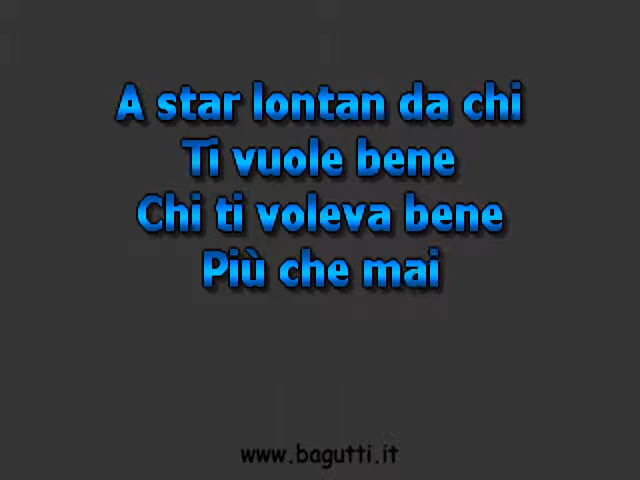 A star lontan da chi
Ti vuole bene
Chi ti voleva bene
Più che mai
www.bagutti.it